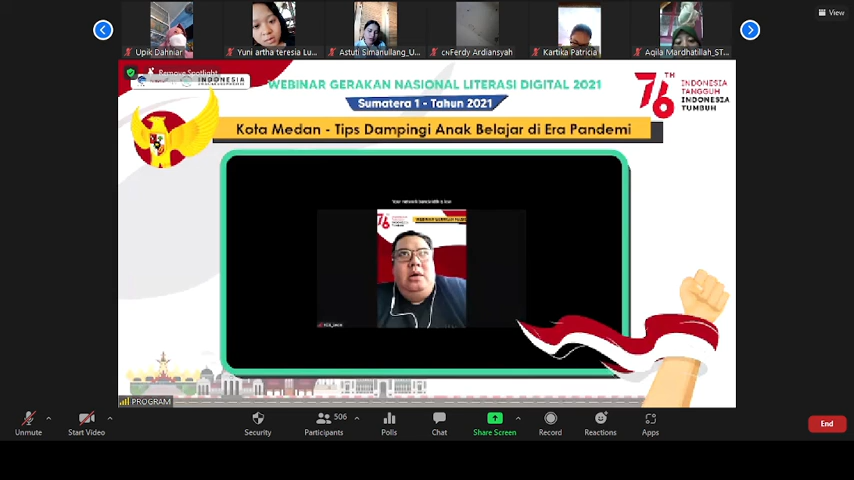 View
Upik Dahniar
Yuni artha teresia Lu...
Astuti Simanullang_U...
Ferdy Ardiansyah
Kartika Patricia
Aqila Mardhatillah_ST...
Remove Spotlight
INDONESIA
WEBINAR GERAKAN NASIONAL LITERASI DIGITAL 2021
Sumatera 1 - Tahun 2021
Kota Medan - Tips Dampingi Anak Belajar di Era Pandemi
76TH
INDONESIA
TANGGUH
INDONESIA
TUMBUH
PROGRAM
Unmute
Start Video
Security
Participants
506
Polls
Chat
Share Screen
Record
Reactions
Apps
End